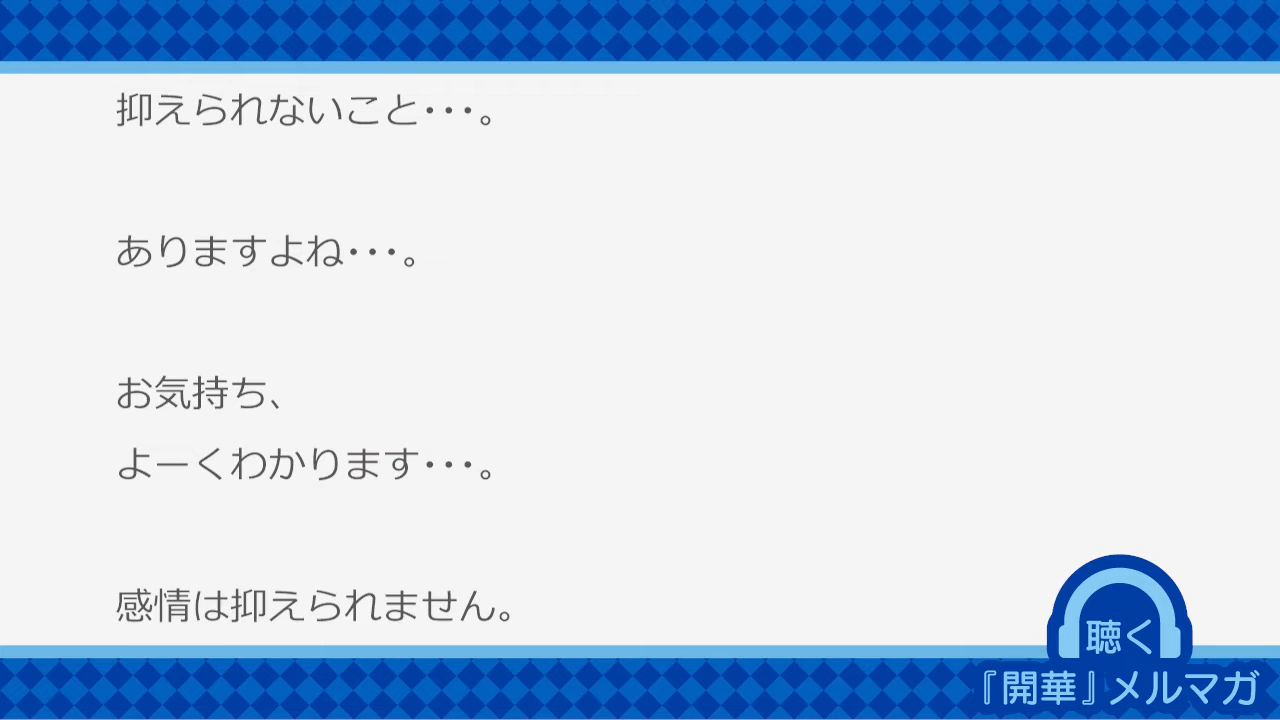 抑えられないこと・・・。
ありますよね・・・。
お気持ち、
よーくわかります・・・。
感情は抑えられません。
聴く
『開華』メルマガ